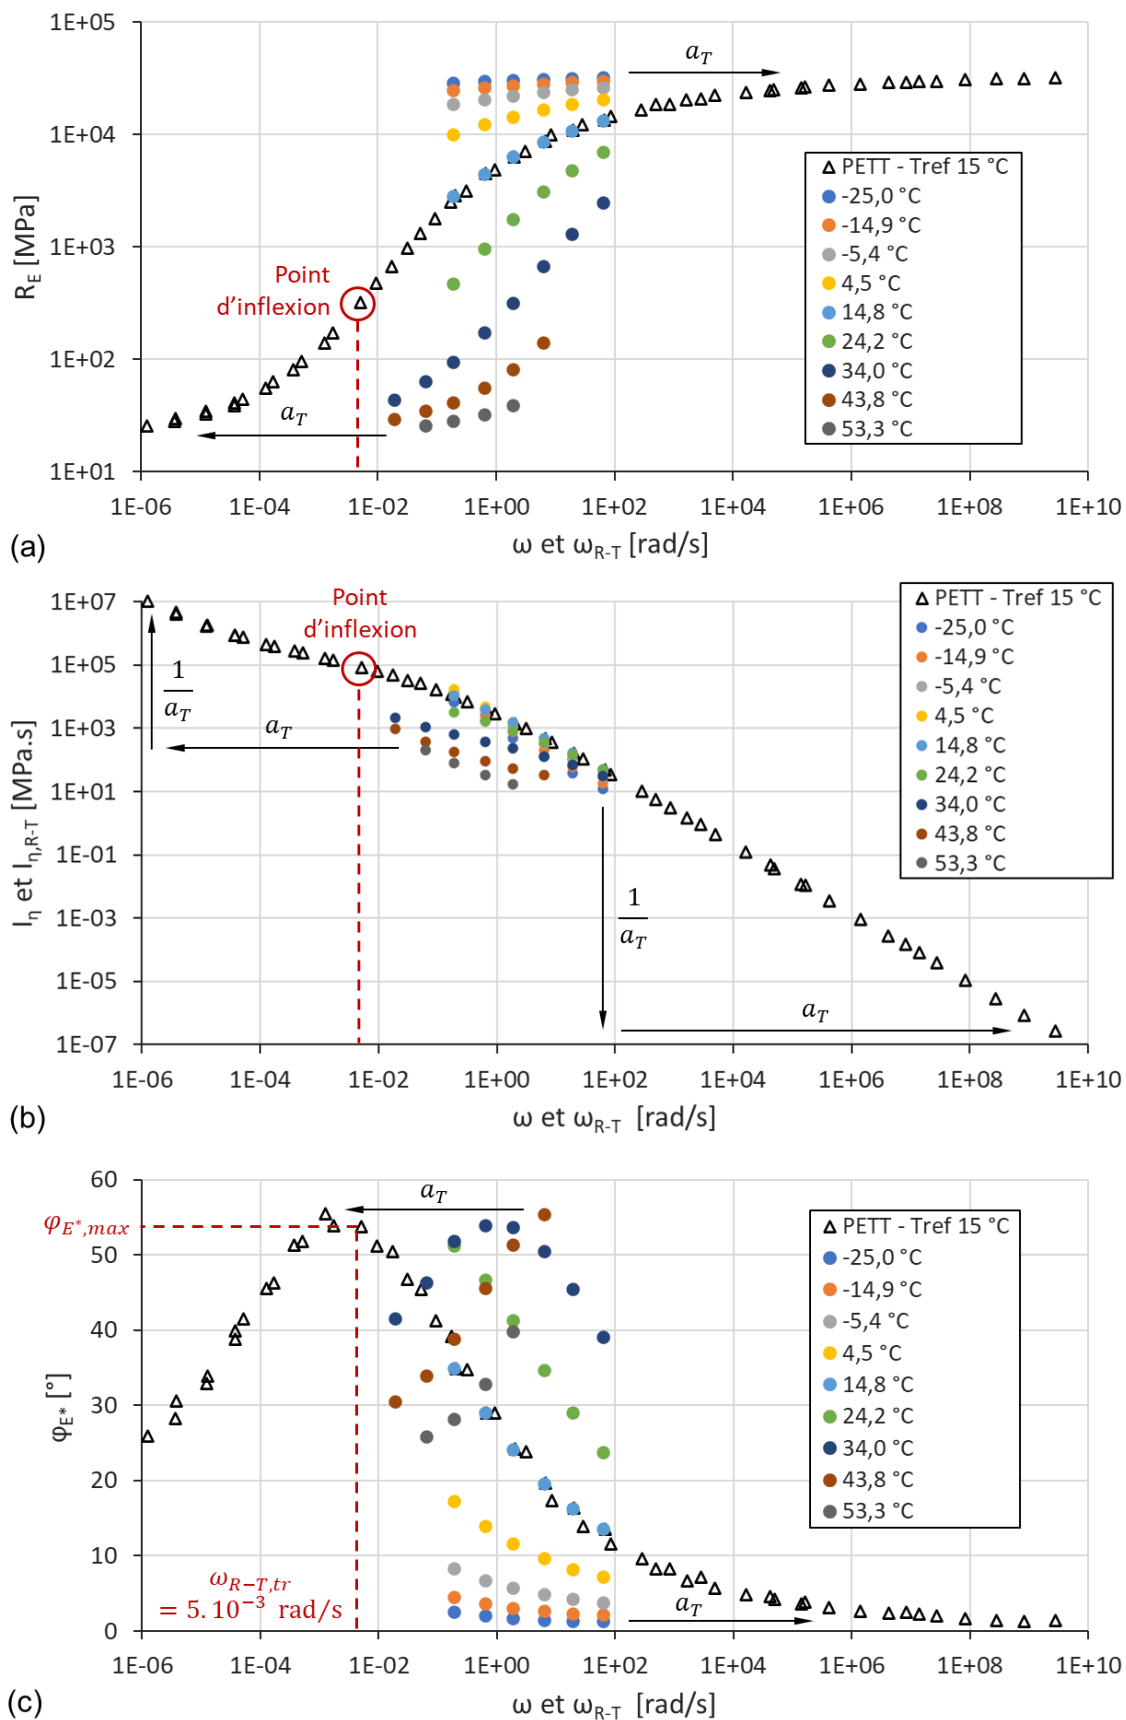 1E+05
1E+04
1E+03
1E+02
1E+01
R_E [MPa]
a_T
Point
d'inflexion
a_T
PETT - Tref 15 °C
-25,0 °C
-14,9 °C
-5,4 °C
4,5 °C
14,8 °C
24,2 °C
34,0 °C
43,8 °C
53,3 °C
1E-06 1E-04 1E-02 1E+00 1E+02 1E+04 1E+06 1E+08 1E+10
ω et ω_{R-T} [rad/s]
(a)
1E+07
1E+05
1E+03
1E+01
1E-01
1E-03
1E-05
1E-07
I_η et I_{η,R-T} [MPa.s]
Point
d'inflexion
1
a_T
a_T
1
a_T
a_T
PETT - Tref 15 °C
-25,0 °C
-14,9 °C
-5,4 °C
4,5 °C
14,8 °C
24,2 °C
34,0 °C
43,8 °C
53,3 °C
1E-06 1E-04 1E-02 1E+00 1E+02 1E+04 1E+06 1E+08 1E+10
ω et ω_{R-T} [rad/s]
(b)
60
50
40
30
20
10
0
φ_{E*} [°]
φ_{E*,max}
a_T
ω_{R-T,tr}
= 5.10^{-3} rad/s
a_T
PETT - Tref 15 °C
-25,0 °C
-14,9 °C
-5,4 °C
4,5 °C
14,8 °C
24,2 °C
34,0 °C
43,8 °C
53,3 °C
1E-06 1E-04 1E-02 1E+00 1E+02 1E+04 1E+06 1E+08 1E+10
ω et ω_{R-T} [rad/s]
(c)